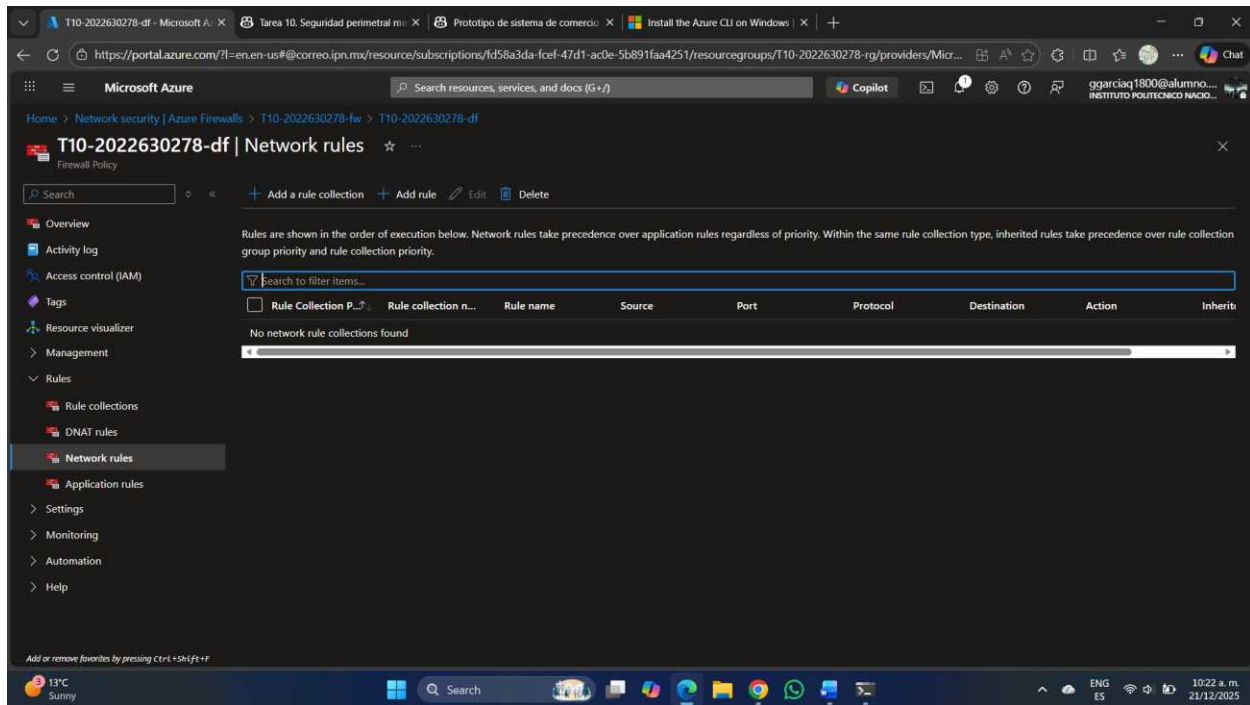 T10-2022630278-df - Microsoft A
Tarea 10. Seguridad perimetral me
Prototipo de sistema de comercio
Install the Azure CLI on Windows |
https://portal.azure.com/?l=en.en-us#@correo.ipn.mx/resource/subscriptions/fd58a3da-fcef-47d1-ac0e-5b891faa4251/resourcegroups/T10-2022630278-rg/providers/Micr...
Chat
Microsoft Azure
Search resources, services, and docs (G+/)
Copilot
1
ggarciaq1800@alumno....
INSTITUTO POLITECNICO NACIO...
Home > Network security | Azure Firewalls > T10-2022630278-fw > T10-2022630278-df
T10-2022630278-df | Network rules
Firewall Policy
Search
Add a rule collection
Add rule
Edit
Delete
Overview
Activity log
Access control (IAM)
Tags
Resource visualizer
Management
Rules
Rule collections
DNAT rules
Network rules
Application rules
Settings
Monitoring
Automation
Help
Rules are shown in the order of execution below. Network rules take precedence over application rules regardless of priority. Within the same rule collection type, inherited rules take precedence over rule collection
group priority and rule collection priority.
Search to filter items...
Rule Collection P...↑↓ Rule collection n... Rule name Source Port Protocol Destination Action Inherite
No network rule collections found
Add or remove favorites by pressing Ctrl+Shift+F
3
13°C
Sunny
Search
ENG
ES
10:22 a. m.
21/12/2025